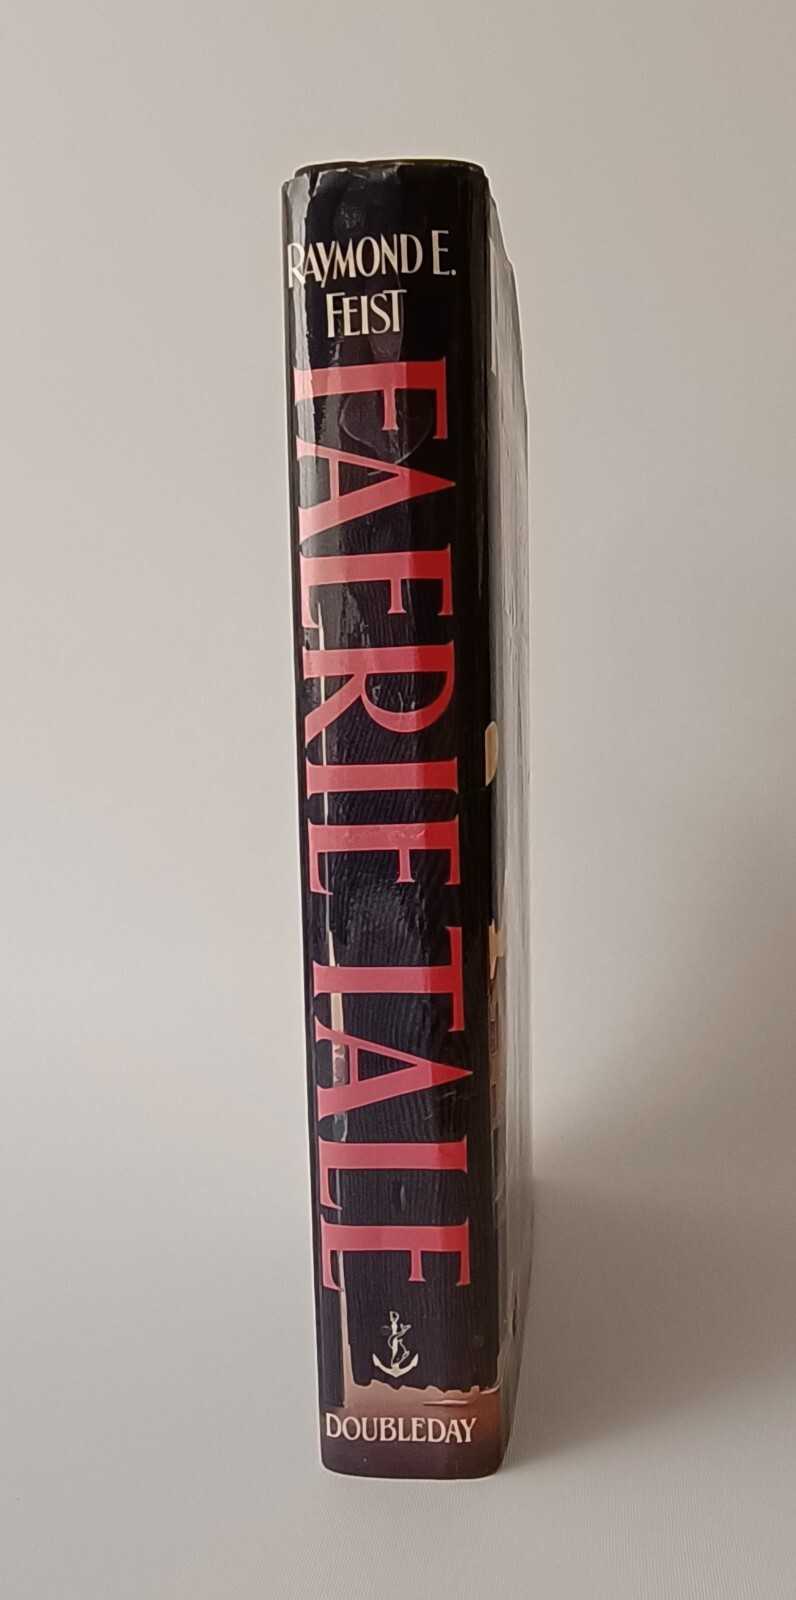 RAYMOND E.
FEIST
FAERIE TALE
DOUBLEDAY